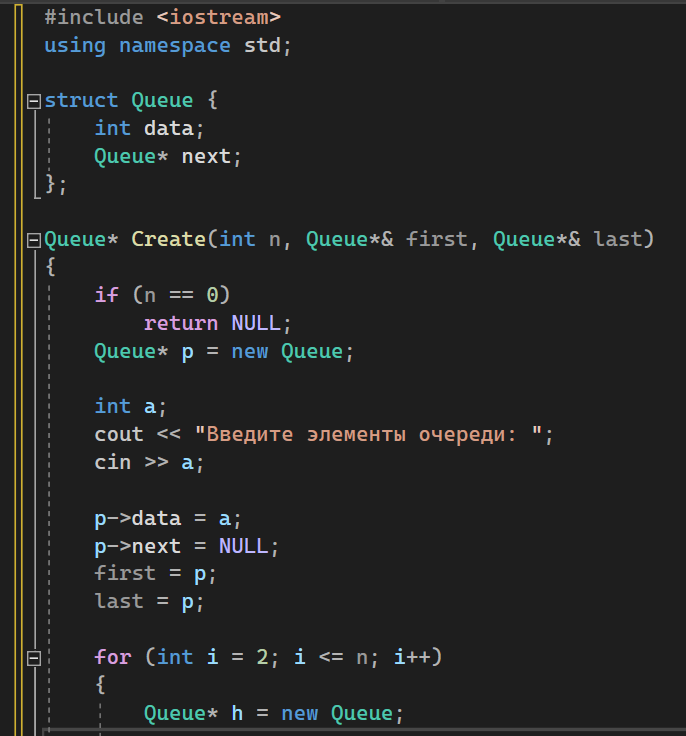 #include <iostream>
using namespace std;
struct Queue {
int data;
Queue* next;
};
Queue* Create(int n, Queue*& first, Queue*& last)
{
if (n == 0)
return NULL;
Queue* p = new Queue;
int a;
cout << "Введите элементы очереди: ";
cin >> a;
p->data = a;
p->next = NULL;
first = p;
last = p;
for (int i = 2; i <= n; i++)
{
Queue* h = new Queue;